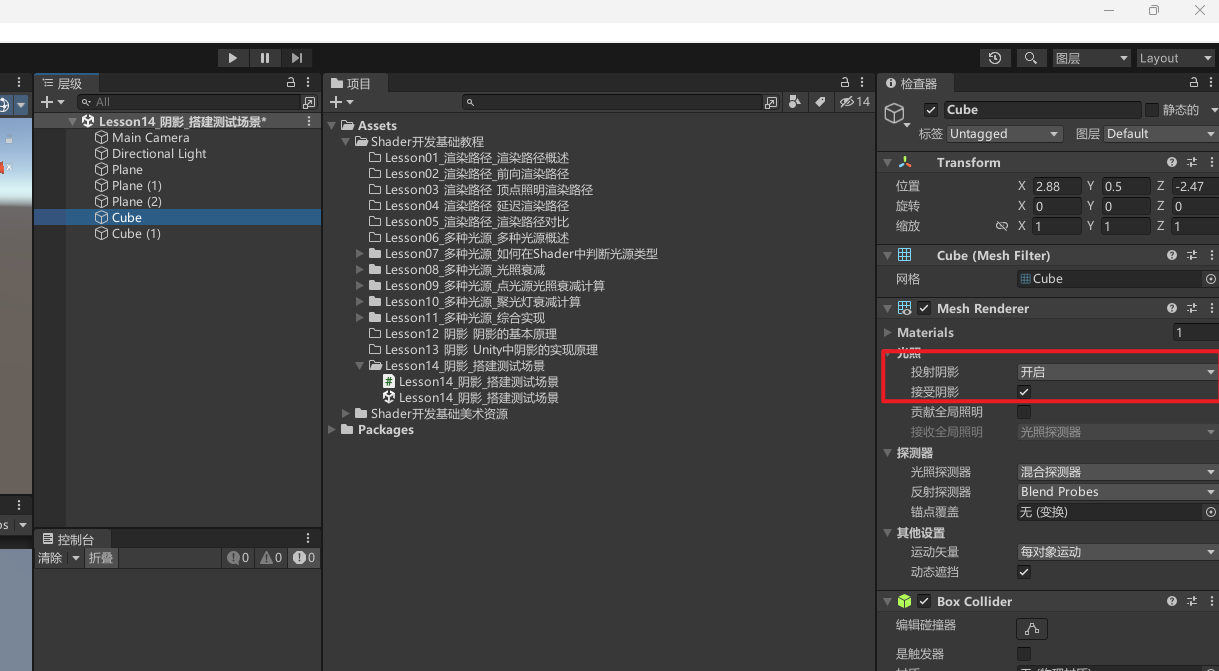 图层
Layout
层级
All
Lesson14_阴影_搭建测试场景*
Main Camera
Directional Light
Plane
Plane (1)
Plane (2)
Cube
Cube (1)
控制台
清除
折叠
0
0
0
项目
14
Assets
Shader开发基础教程
Lesson01_渲染路径_渲染路径概述
Lesson02_渲染路径_前向渲染路径
Lesson03_渲染路径_顶点照明渲染路径
Lesson04_渲染路径_延迟渲染路径
Lesson05_渲染路径_渲染路径对比
Lesson06_多种光源_多种光源概述
Lesson07_多种光源_如何在Shader中判断光源类型
Lesson08_多种光源_光照衰减
Lesson09_多种光源_点光源光照衰减计算
Lesson10_多种光源_聚光灯衰减计算
Lesson11_多种光源_综合实现
Lesson12_阴影_阴影的基本原理
Lesson13_阴影_Unity中阴影的实现原理
Lesson14_阴影_搭建测试场景
Lesson14_阴影_搭建测试场景
Lesson14_阴影_搭建测试场景
Shader开发基础美术资源
Packages
检查器
Cube 静态的
标签 Untagged 图层 Default
Transform
位置 X 2.88 Y 0.5 Z -2.47
旋转 X 0 Y 0 Z 0
缩放 X 1 Y 1 Z 1
Cube (Mesh Filter)
网格 Cube
Mesh Renderer
Materials 1
光照
投射阴影 开启
接受阴影
贡献全局照明
接收全局照明 光照探测器
探测器
光照探测器 混合探测器
反射探测器 Blend Probes
锚点覆盖 无 (变换)
其他设置
运动矢量 每对象运动
动态遮挡
Box Collider
编辑碰撞器
是触发器